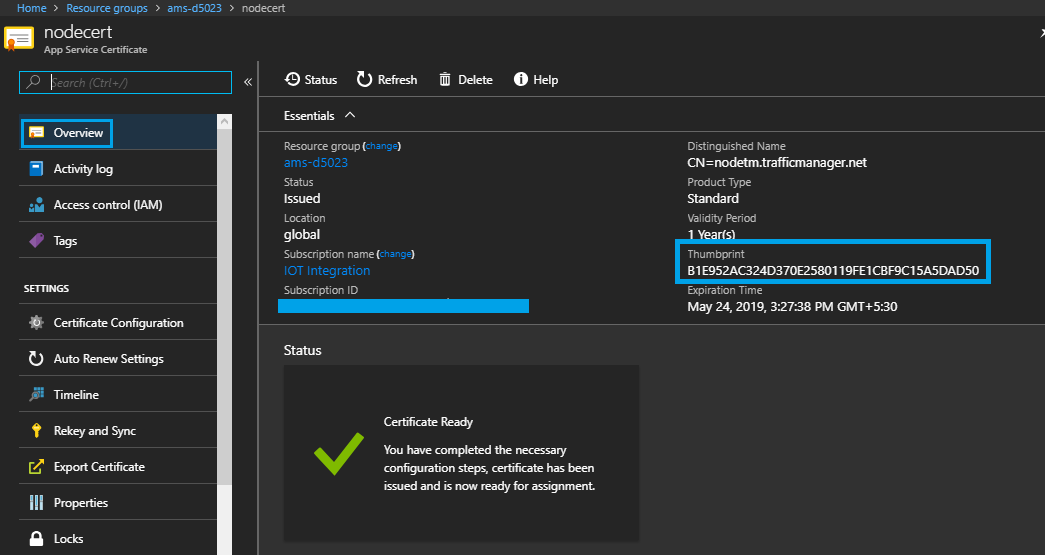 Home > Resource groups > ams-d5023 > nodecert
nodecert
App Service Certificate
Search (Ctrl+/)
«
Overview
Activity log
Access control (IAM)
Tags
SETTINGS
Certificate Configuration
Auto Renew Settings
Timeline
Rekey and Sync
Export Certificate
Properties
Locks
Status Refresh Delete Help
Essentials
Resource group (change)
ams-d5023
Status
Issued
Location
global
Subscription name (change)
IOT Integration
Subscription ID
Distinguished Name
CN=nodetm.trafficmanager.net
Product Type
Standard
Validity Period
1 Year(s)
Thumbprint
B1E952AC324D370E2580119FE1CBF9C15A5DAD50
Expiration Time
May 24, 2019, 3:27:38 PM GMT+5:30
Status
Certificate Ready
You have completed the necessary
configuration steps, certificate has been
issued and is now ready for assignment.